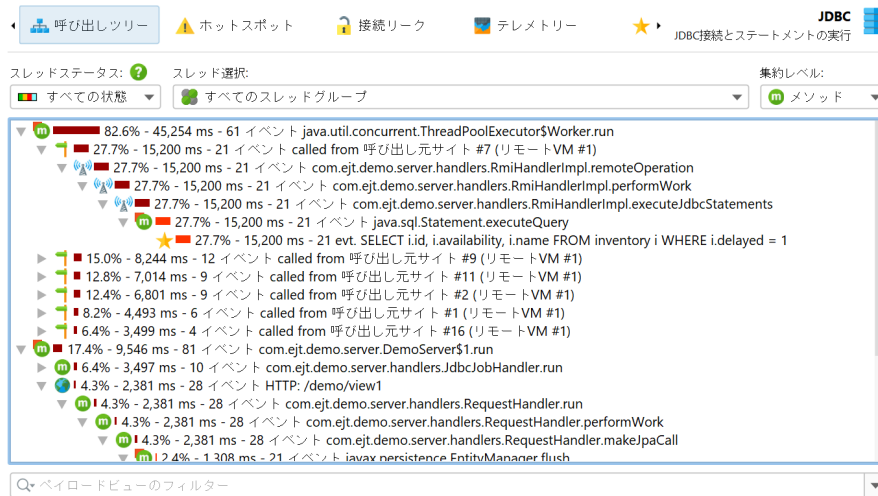 呼び出しツリー
ホットスポット
接続リーク
テレメトリー
JDBC
JDBC接続とステートメントの実行
スレッドステータス:
スレッド選択:
集約レベル:
すべての状態
すべてのスレッドグループ
メソッド
82.6% - 45,254 ms - 61 イベント java.util.concurrent.ThreadPoolExecutor$Worker.run
27.7% - 15,200 ms - 21 イベント called from 呼び出し元サイト #7 (リモートVM #1)
27.7% - 15,200 ms - 21 イベント com.ejt.demo.server.handlers.RmiHandlerImpl.remoteOperation
27.7% - 15,200 ms - 21 イベント com.ejt.demo.server.handlers.RmiHandlerImpl.performWork
27.7% - 15,200 ms - 21 イベント com.ejt.demo.server.handlers.RmiHandlerImpl.executeJdbcStatements
27.7% - 15,200 ms - 21 イベント java.sql.Statement.executeQuery
27.7% - 15,200 ms - 21 evt. SELECT i.id, i.availability, i.name FROM inventory i WHERE i.delayed = 1
15.0% - 8,244 ms - 12 イベント called from 呼び出し元サイト #9 (リモートVM #1)
12.8% - 7,014 ms - 9 イベント called from 呼び出し元サイト #11 (リモートVM #1)
12.4% - 6,801 ms - 9 イベント called from 呼び出し元サイト #2 (リモートVM #1)
8.2% - 4,493 ms - 6 イベント called from 呼び出し元サイト #1 (リモートVM #1)
6.4% - 3,499 ms - 4 イベント called from 呼び出し元サイト #16 (リモートVM #1)
17.4% - 9,546 ms - 81 イベント com.ejt.demo.server.DemoServer$1.run
6.4% - 3,497 ms - 10 イベント com.ejt.demo.server.handlers.JdbcJobHandler.run
4.3% - 2,381 ms - 28 イベント HTTP: /demo/view1
4.3% - 2,381 ms - 28 イベント com.ejt.demo.server.handlers.RequestHandler.run
4.3% - 2,381 ms - 28 イベント com.ejt.demo.server.handlers.RequestHandler.performWork
4.3% - 2,381 ms - 28 イベント com.ejt.demo.server.handlers.RequestHandler.makeJpaCall
2.4% - 1,308 ms - 21 イベント javax.persistence.EntityManager.flush
ペイロードビューのフィルター